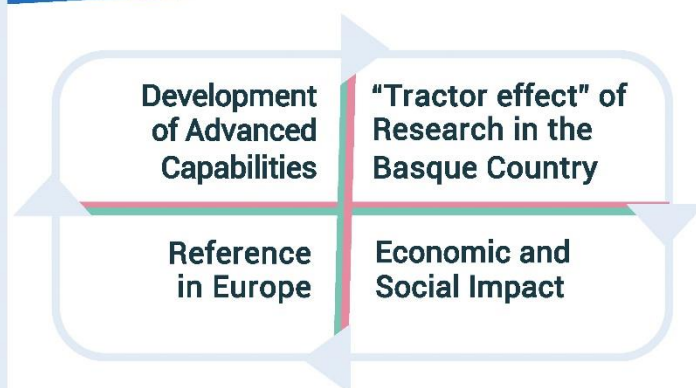 Development
of Advanced
Capabilities
“Tractor effect” of
Research in the
Basque Country
Reference
in Europe
Economic and
Social Impact